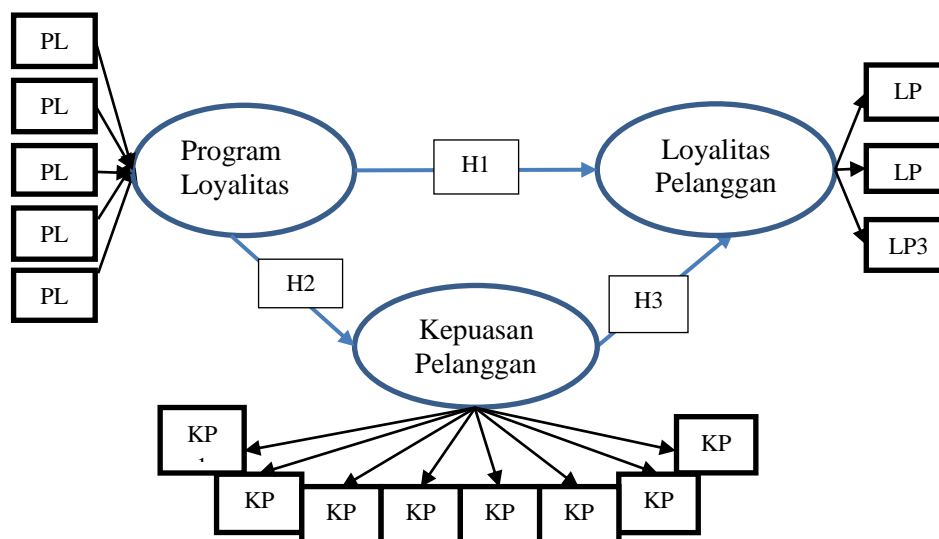 PL
PL
PL
PL
PL
Program
Loyalitas
H1
Loyalitas
Pelanggan
LP
LP
LP3
H2
H3
Kepuasan
Pelanggan
KP
KP
KP
KP
KP
KP
KP
KP